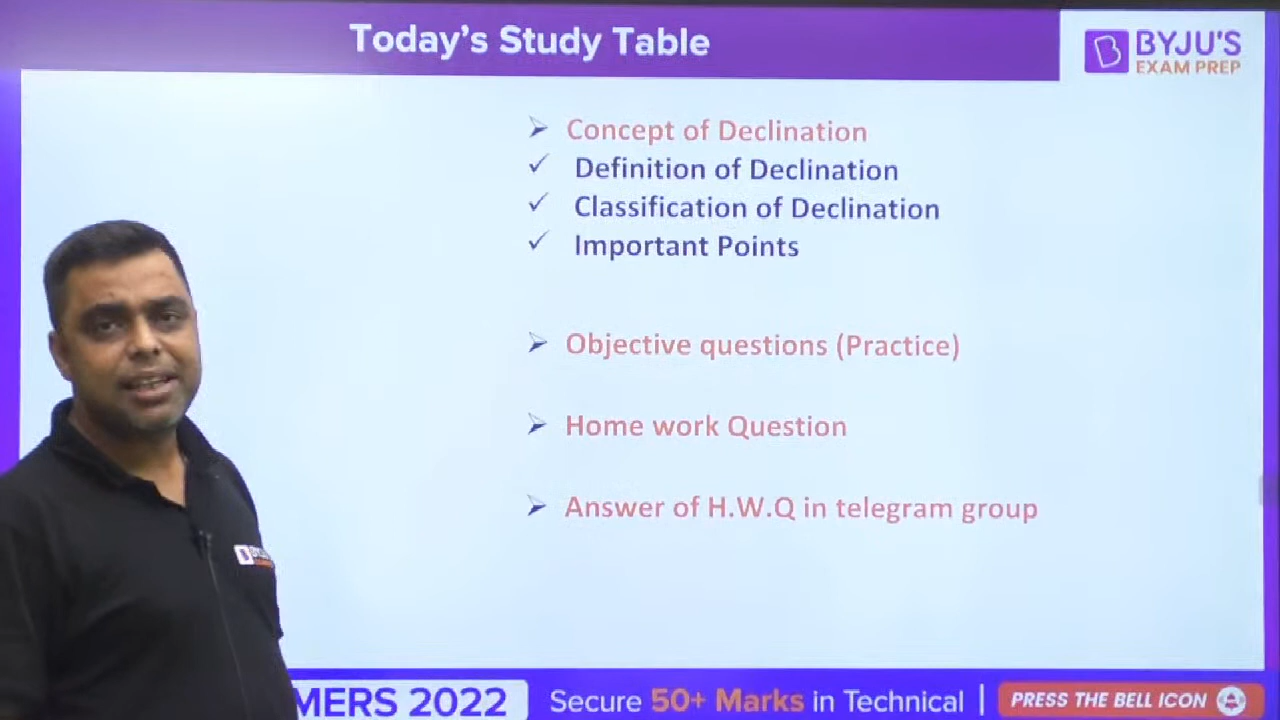 Today's Study Table
BYJU'S
EXAM PREP
Concept of Declination
Definition of Declination
Classification of Declination
Important Points
Objective questions (Practice)
Home work Question
Answer of H.W.Q in telegram group
BYJU'S
MERS 2022
Secure 50+ Marks in Technical
PRESS THE BELL ICON